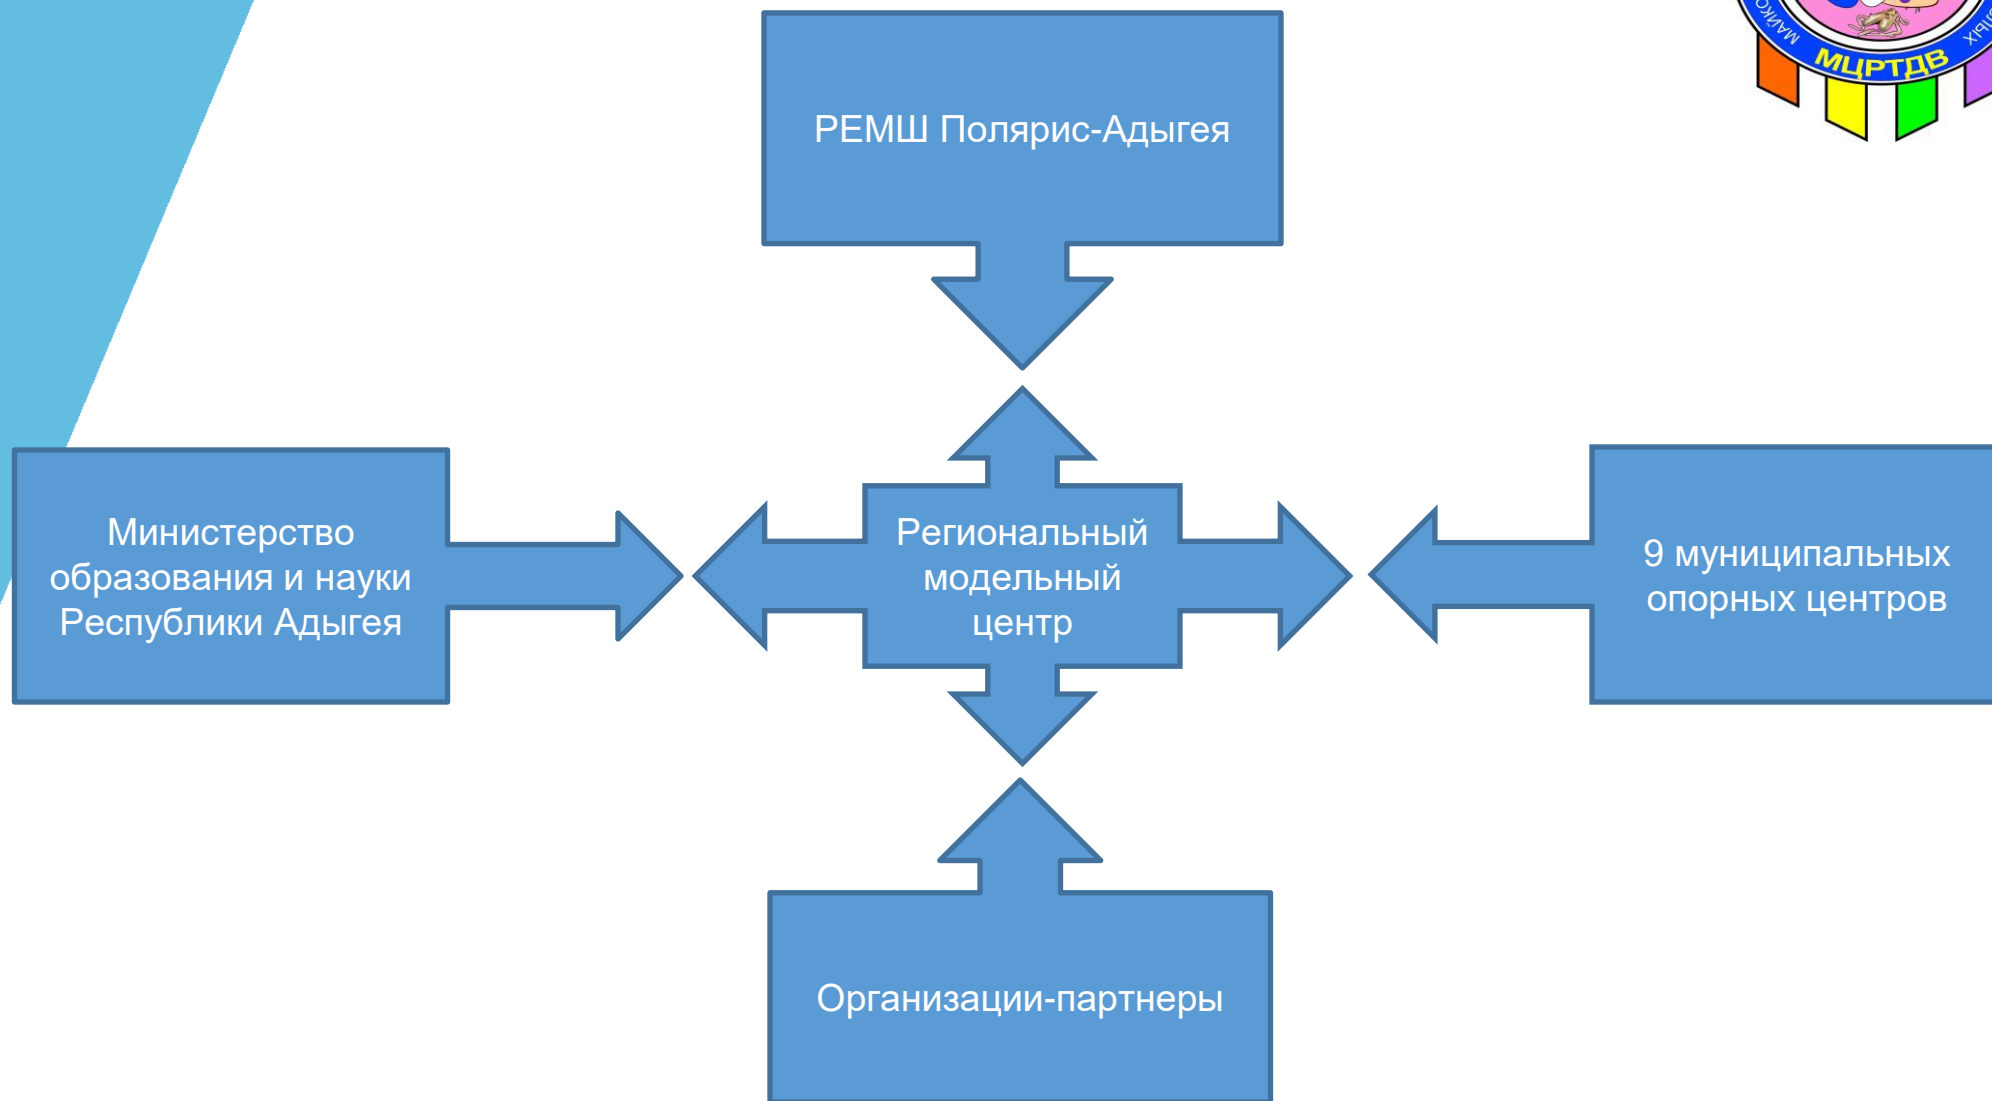 МЦРТДВ
РЕМШ Полярис-Адыгея
Министерство
образования и науки
Республики Адыгея
Региональный
модельный
центр
9 муниципальных
опорных центров
Организации-партнеры